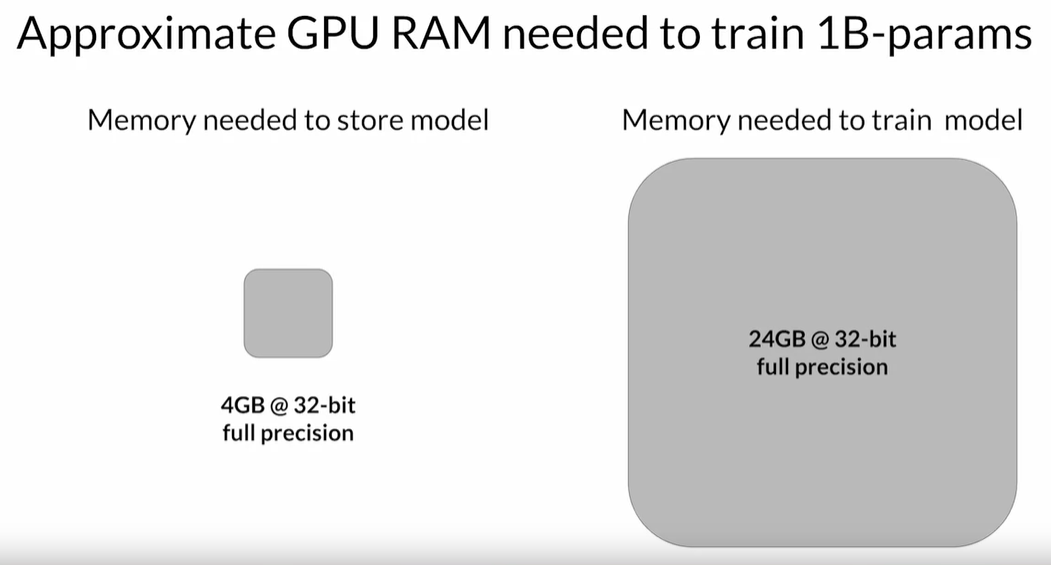 Approximate GPU RAM needed to train 1B-params
Memory needed to store model
Memory needed to train model
4GB @ 32-bit
full precision
24GB @ 32-bit
full precision